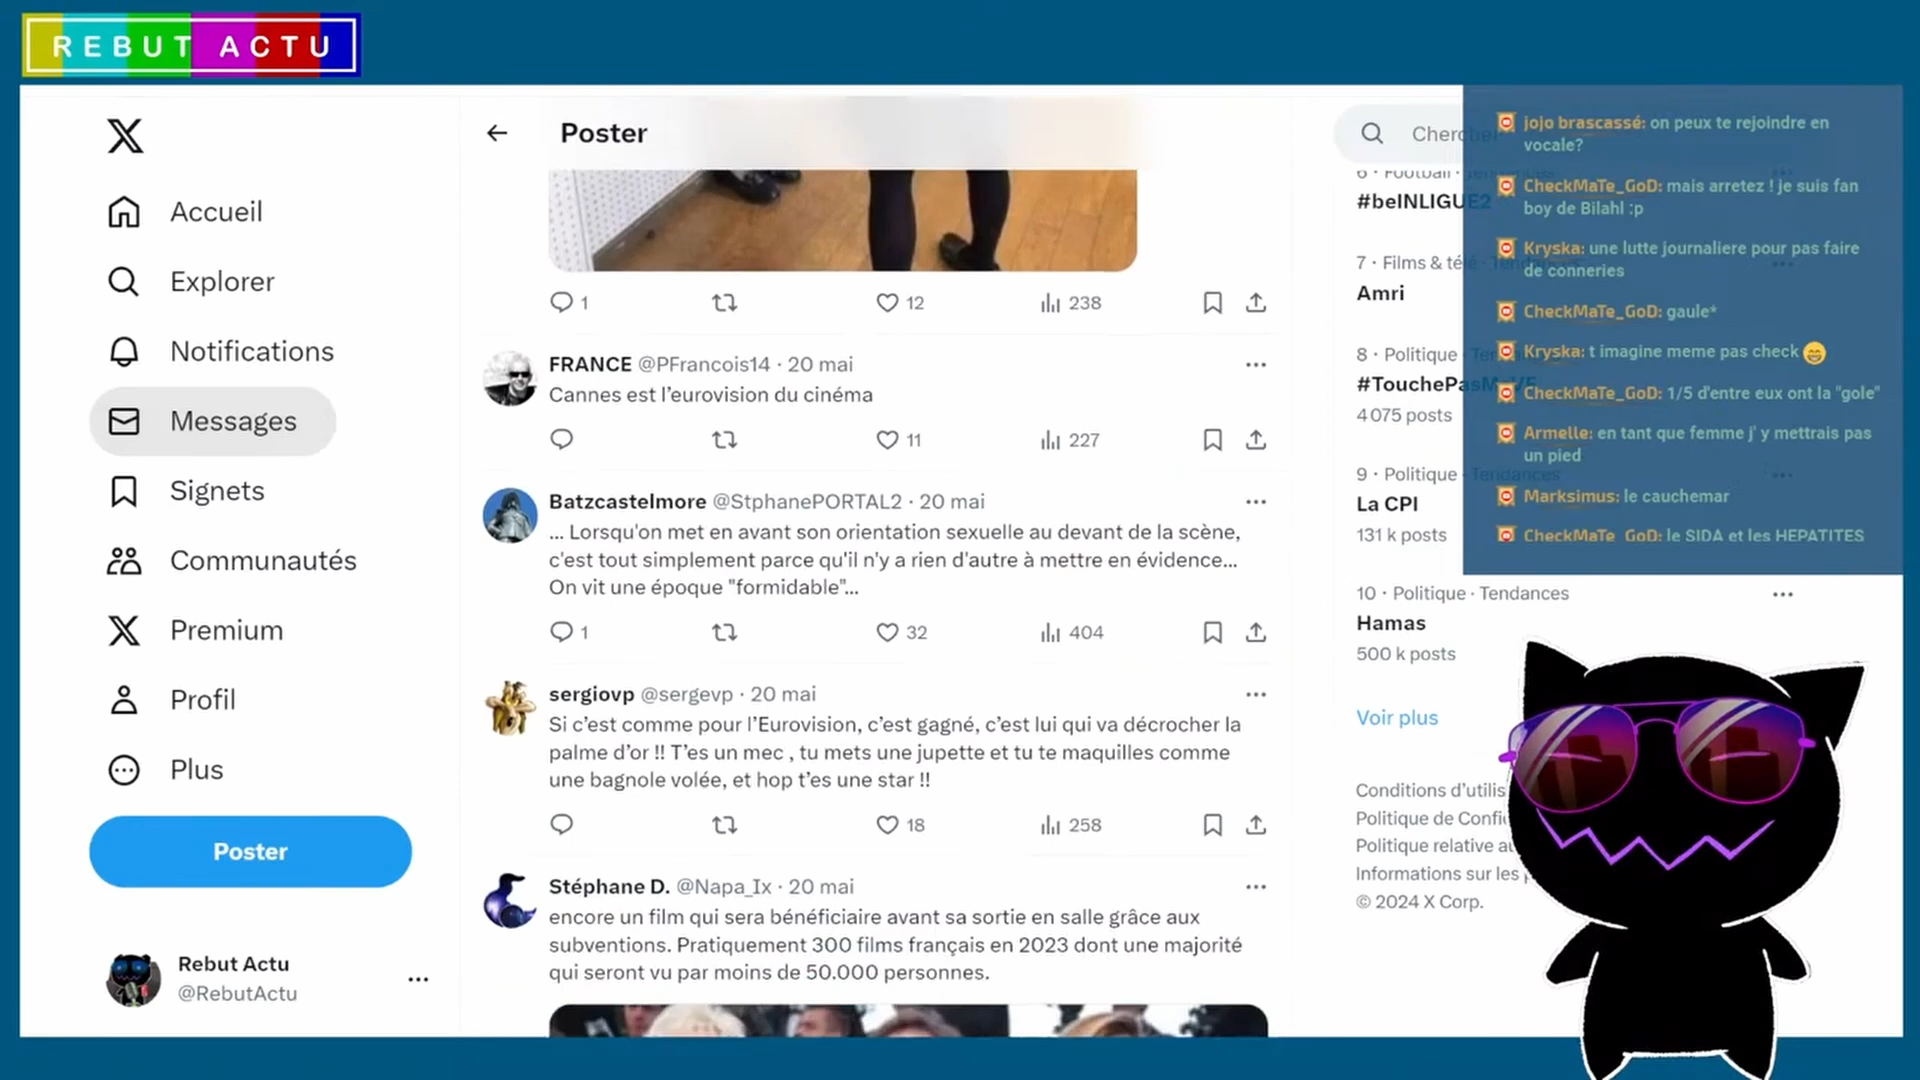 REBUT ACTU
Accueil
Explorer
Notifications
Messages
Signets
Communautés
Premium
Profil
Plus
Poster
Rebut Actu
@RebutActu
Poster
1
12
238
FRANCE @PFrancois14 · 20 mai
Cannes est l’eurovision du cinéma
11
227
Batzcastelmore @StphanePORTAL2 · 20 mai
... Lorsqu'on met en avant son orientation sexuelle au devant de la scène,
c'est tout simplement parce qu'il n'y a rien d'autre à mettre en évidence...
On vit une époque "formidable"...
1
32
404
sergiovp @sergevp · 20 mai
Si c’est comme pour l’Eurovision, c’est gagné, c’est lui qui va décrocher la
palme d’or !! T’es un mec , tu mets une jupette et tu te maquilles comme
une bagnole volée, et hop t’es une star !!
18
258
Stéphane D. @Napa_Ix · 20 mai
encore un film qui sera bénéficiaire avant sa sortie en salle grâce aux
subventions. Pratiquement 300 films français en 2023 dont une majorité
qui seront vu par moins de 50.000 personnes.
Chercher
6 · Football · Tendances
#beINLIGUE2
7 · Films & télé · Tendances
Amri
8 · Politique · Tendances
#TouchePasMaVF
4 075 posts
9 · Politique · Tendances
La CPI
131 k posts
10 · Politique · Tendances
Hamas
500 k posts
Voir plus
Conditions d’utilis
Politique de Confi
Politique relative au
Informations sur les p
© 2024 X Corp.
jojo brascassé: on peux te rejoindre en
vocale?
CheckMaTe_GoD: mais arretez ! je suis fan
boy de Bilahl :p
Kryska: une lutte journaliere pour pas faire
de conneries
CheckMaTe_GoD: gaule*
Kryska: t imagine meme pas check 😄
CheckMaTe_GoD: 1/5 d'entre eux ont la "gole"
Armelle: en tant que femme j' y mettrais pas
un pied
Marksimus: le cauchemar
CheckMaTe_GoD: le SIDA et les HEPATITES